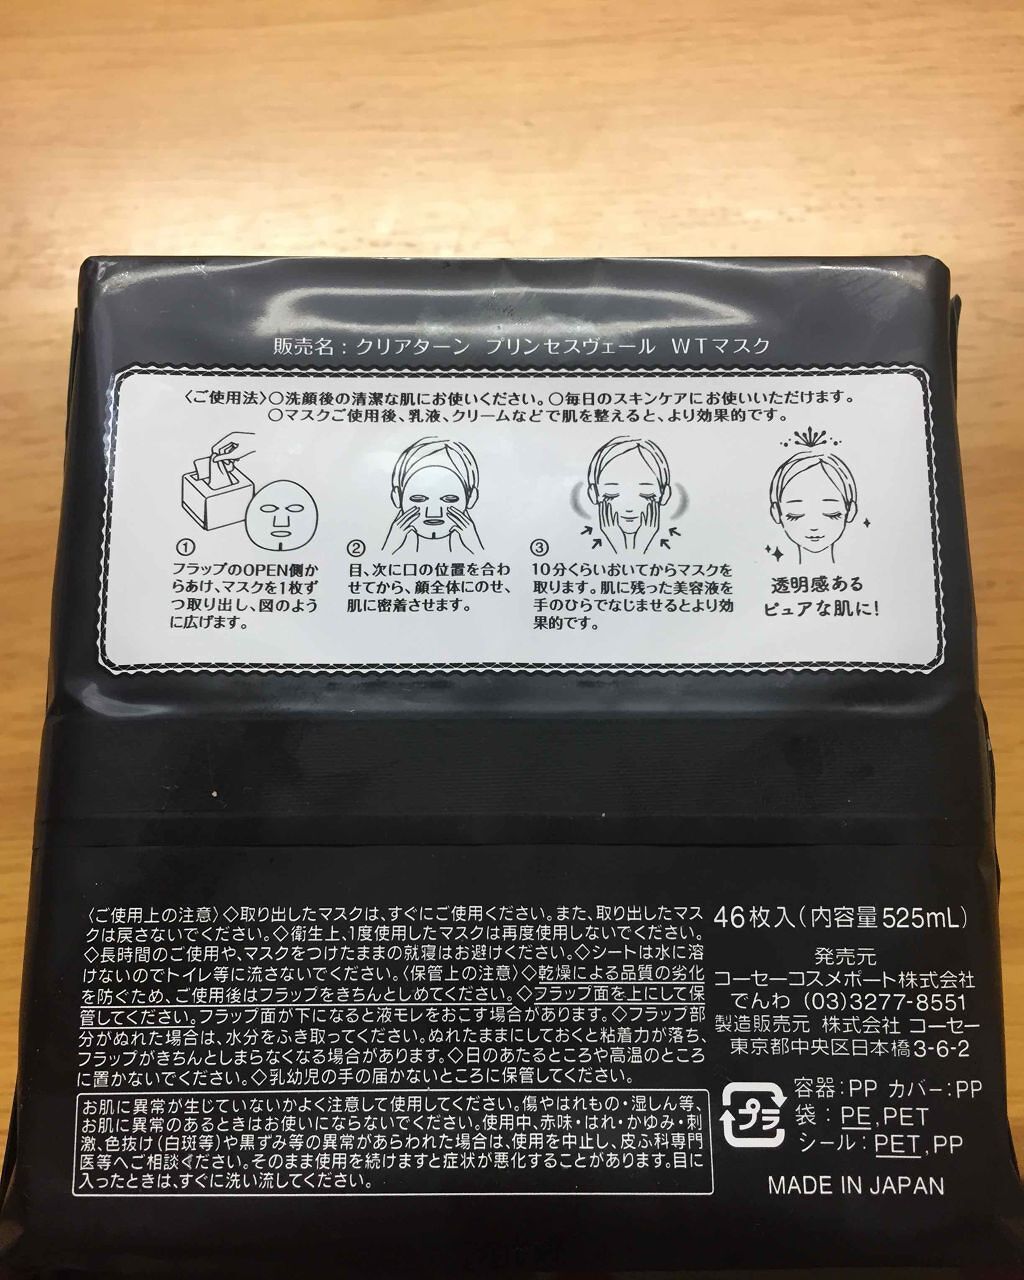 販売名：クリアターン プリンセスヴェール WTマスク
〈ご使用法〉○洗顔後の清潔な肌にお使いください。○毎日のスキンケアにお使いいただけます。
○マスクご使用後、乳液、クリームなどで肌を整えると、より効果的です。
①
フラップのOPEN側か
らあけ、マスクを1枚ず
つ取り出し、図のよう
に広げます。
②
目、次に口の位置を合わ
せてから、顔全体にのせ、
肌に密着させます。
③
10分くらいおいてからマスクを
取ります。肌に残った美容液を
手のひらでなじませるとより効
果的です。
透明感ある
ピュアな肌に!
〈ご使用上の注意〉◇取り出したマスクは、すぐにご使用ください。また、取り出したマス
クは戻さないでください。◇衛生上、1度使用したマスクは再度使用しないでください。
◇長時間のご使用や、マスクをつけたままの就寝はお避けください。◇シートは水に溶
けないのでトイレ等に流さないでください。〈保管上の注意〉◇乾燥による品質の劣化
を防ぐため、ご使用後はフラップをきちんとしめてください。◇フラップ面を上にして保
管してください。フラップ面が下になると液モレをおこす場合があります。◇フラップ部
分がぬれた場合は、水分をふき取ってください。ぬれたままにしておくと粘着力が落ち、
フラップがきちんとしまらなくなる場合があります。◇日のあたるところや高温のところ
に置かないでください。◇乳幼児の手の届かないところに保管してください。
お肌に異常が生じていないかよく注意して使用してください。傷やはれもの・湿しん等、
お肌に異常のあるときはお使いにならないでください。使用中、赤味・はれ・かゆみ・刺
激、色抜け(白斑等)や黒ずみ等の異常があらわれた場合は、使用を中止し、皮ふ科専門
医等へご相談ください。そのまま使用を続けますと症状が悪化することがあります。目に
入ったときは、すぐに洗い流してください。
46枚入(内容量525mL)
発売元
コーセーコスメポート株式会社
でんわ (03)3277-8551
製造販売元 株式会社 コーセー
東京都中央区日本橋3-6-2
プラ
容器：PP カバー：PP
袋：PE,PET
シール：PET,PP
MADE IN JAPAN